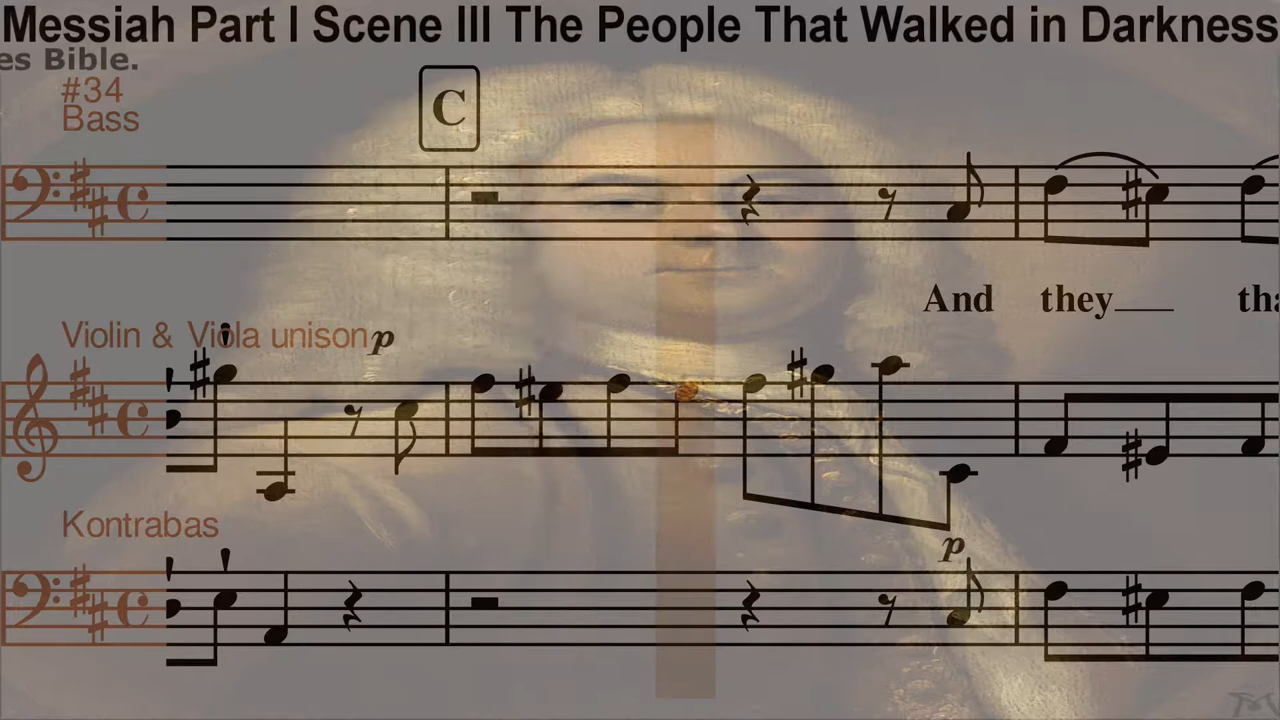 Messiah Part I Scene III The People That Walked in Darkness
es Bible.
#34
Bass
C
And they tha
Violin & Viola unison p
Kontrabas
p